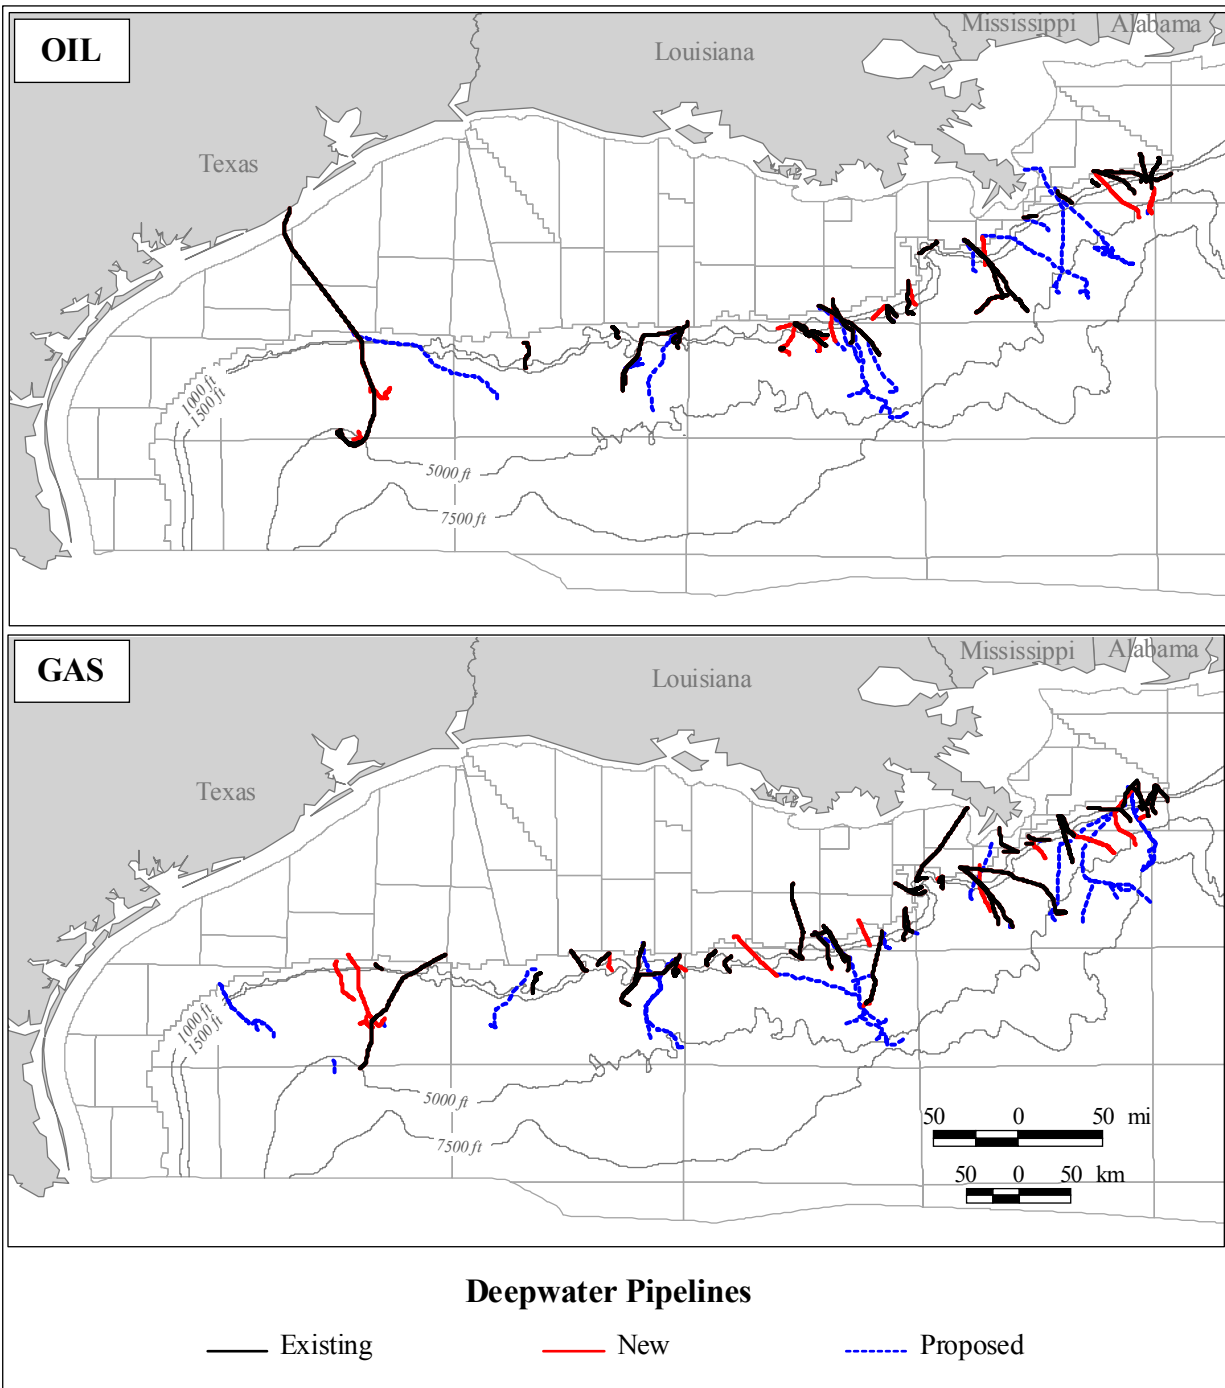 OIL
Mississippi Alabama
Louisiana
Texas
1000 ft
1500 ft
5000 ft
7500 ft
GAS
Mississippi Alabama
Louisiana
Texas
1000 ft
1500 ft
5000 ft
7500 ft
50 0 50 mi
50 0 50 km
Deepwater Pipelines
Existing New Proposed